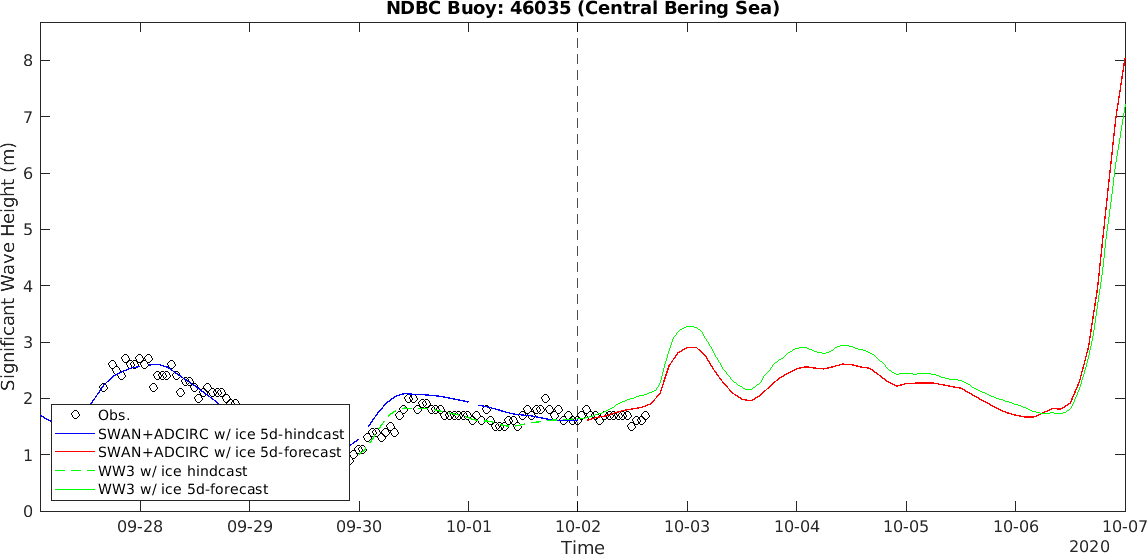 NDBC Buoy: 46035 (Central Bering Sea)
8
7
6
5
4
3
2
1
0
Significant Wave Height (m)
Obs.
SWAN+ADCIRC w/ ice 5d-hindcast
SWAN+ADCIRC w/ ice 5d-forecast
WW3 w/ ice hindcast
WW3 w/ ice 5d-forecast
09-28 09-29 09-30 10-01 10-02 10-03 10-04 10-05 10-06 10-07
Time
2020